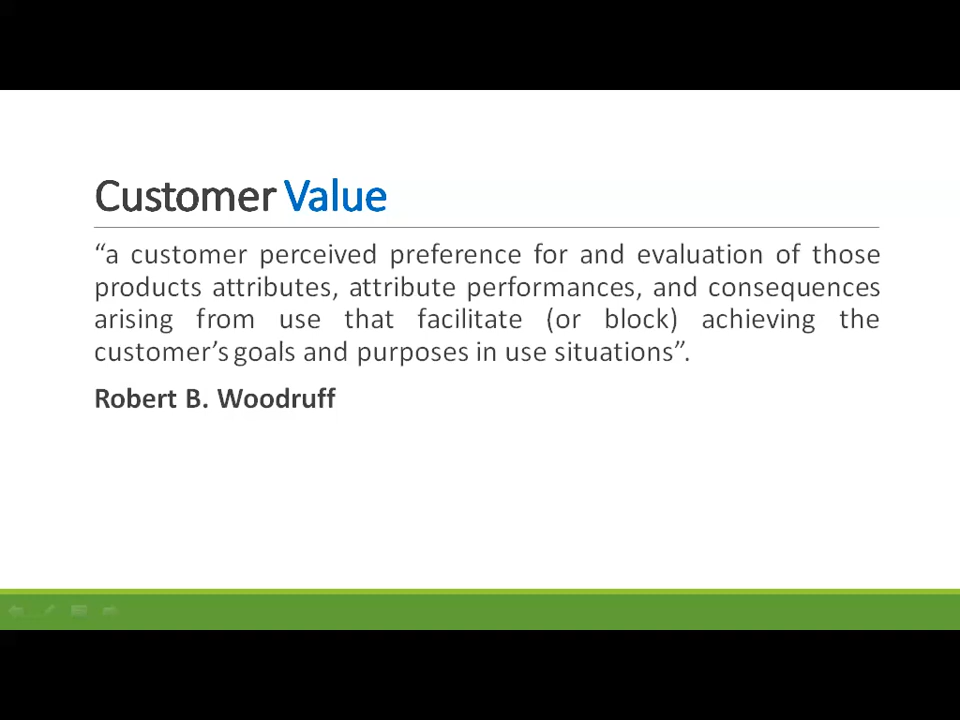 Customer Value
“a customer perceived preference for and evaluation of those
products attributes, attribute performances, and consequences
arising from use that facilitate (or block) achieving the
customer’s goals and purposes in use situations”.
Robert B. Woodruff